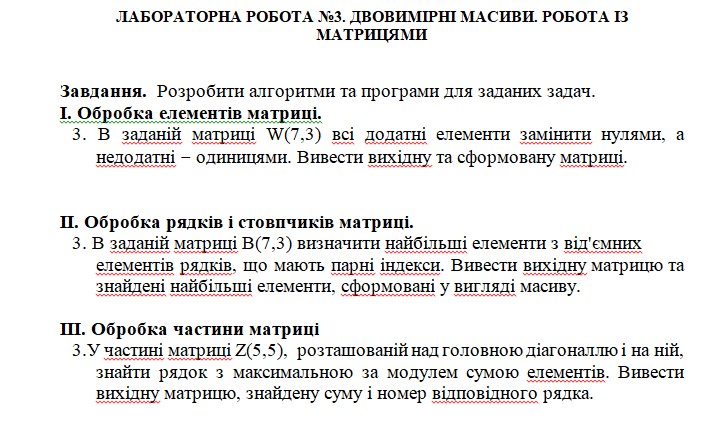 ЛАБОРАТОРНА РОБОТА №3. ДВОВИМІРНІ МАСИВИ. РОБОТА ІЗ
МАТРИЦЯМИ
Завдання. Розробити алгоритми та програми для заданих задач.
І. Обробка елементів матриці.
3. В заданій матриці W(7,3) всі додатні елементи замінити нулями, а
недодатні – одиницями. Вивести вихідну та сформовану матриці.
ІІ. Обробка рядків і стовпчиків матриці.
3. В заданій матриці B(7,3) визначити найбільші елементи з від'ємних
елементів рядків, що мають парні індекси. Вивести вихідну матрицю та
знайдені найбільші елементи, сформовані у вигляді масиву.
ІІІ. Обробка частини матриці
3.У частині матриці Z(5,5), розташованій над головною діагоналлю і на ній,
знайти рядок з максимальною за модулем сумою елементів. Вивести
вихідну матрицю, знайдену суму і номер відповідного рядка.